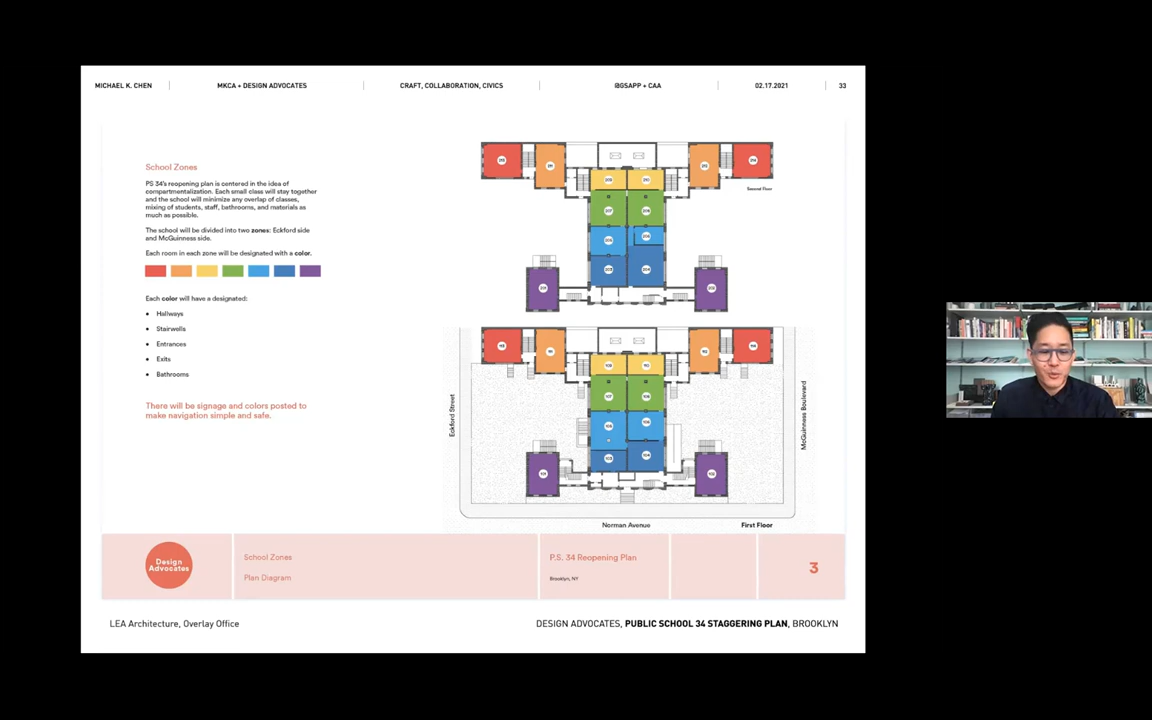 MICHAEL K. CHEN
MKCA + DESIGN ADVOCATES
CRAFT, COLLABORATION, CIVICS
@GSAPP + CAA
02.17.2021
33
School Zones
PS 34's reopening plan is centered in the idea of
compartmentalization. Each small class will stay together
and the school will minimize any overlap of classes,
mixing of students, staff, bathrooms, and materials as
much as possible.
The school will be divided into two zones: Eckford side
and McGuinness side.
Each room in each zone will be designated with a color.
Each color will have a designated:
• Hallways
• Stairwells
• Entrances
• Exits
• Bathrooms
There will be signage and colors posted to
make navigation simple and safe.
Second Floor
Eckford Street
McGuinness Boulevard
Norman Avenue
First Floor
Design
Advocates
School Zones
Plan Diagram
P.S. 34 Reopening Plan
Brooklyn, NY
3
LEA Architecture, Overlay Office
DESIGN ADVOCATES, PUBLIC SCHOOL 34 STAGGERING PLAN, BROOKLYN